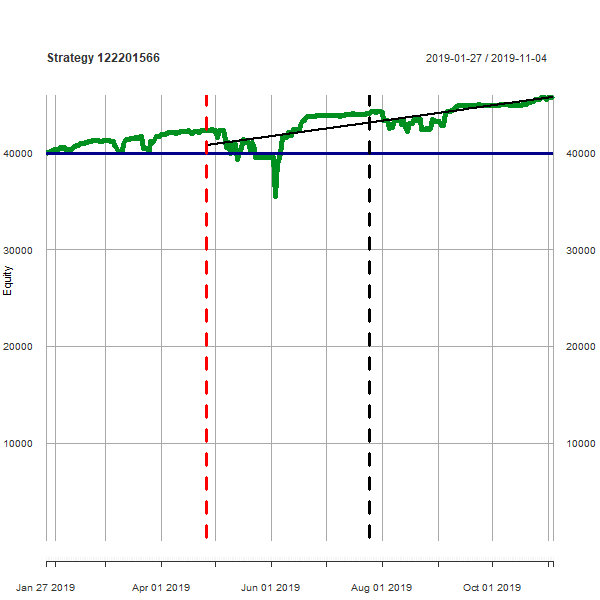 Strategy 122201566
2019-01-27 / 2019-11-04
40000 40000
30000 30000
Equity
20000 20000
10000 10000
Jan 27 2019 Apr 01 2019 Jun 01 2019 Aug 01 2019 Oct 01 2019